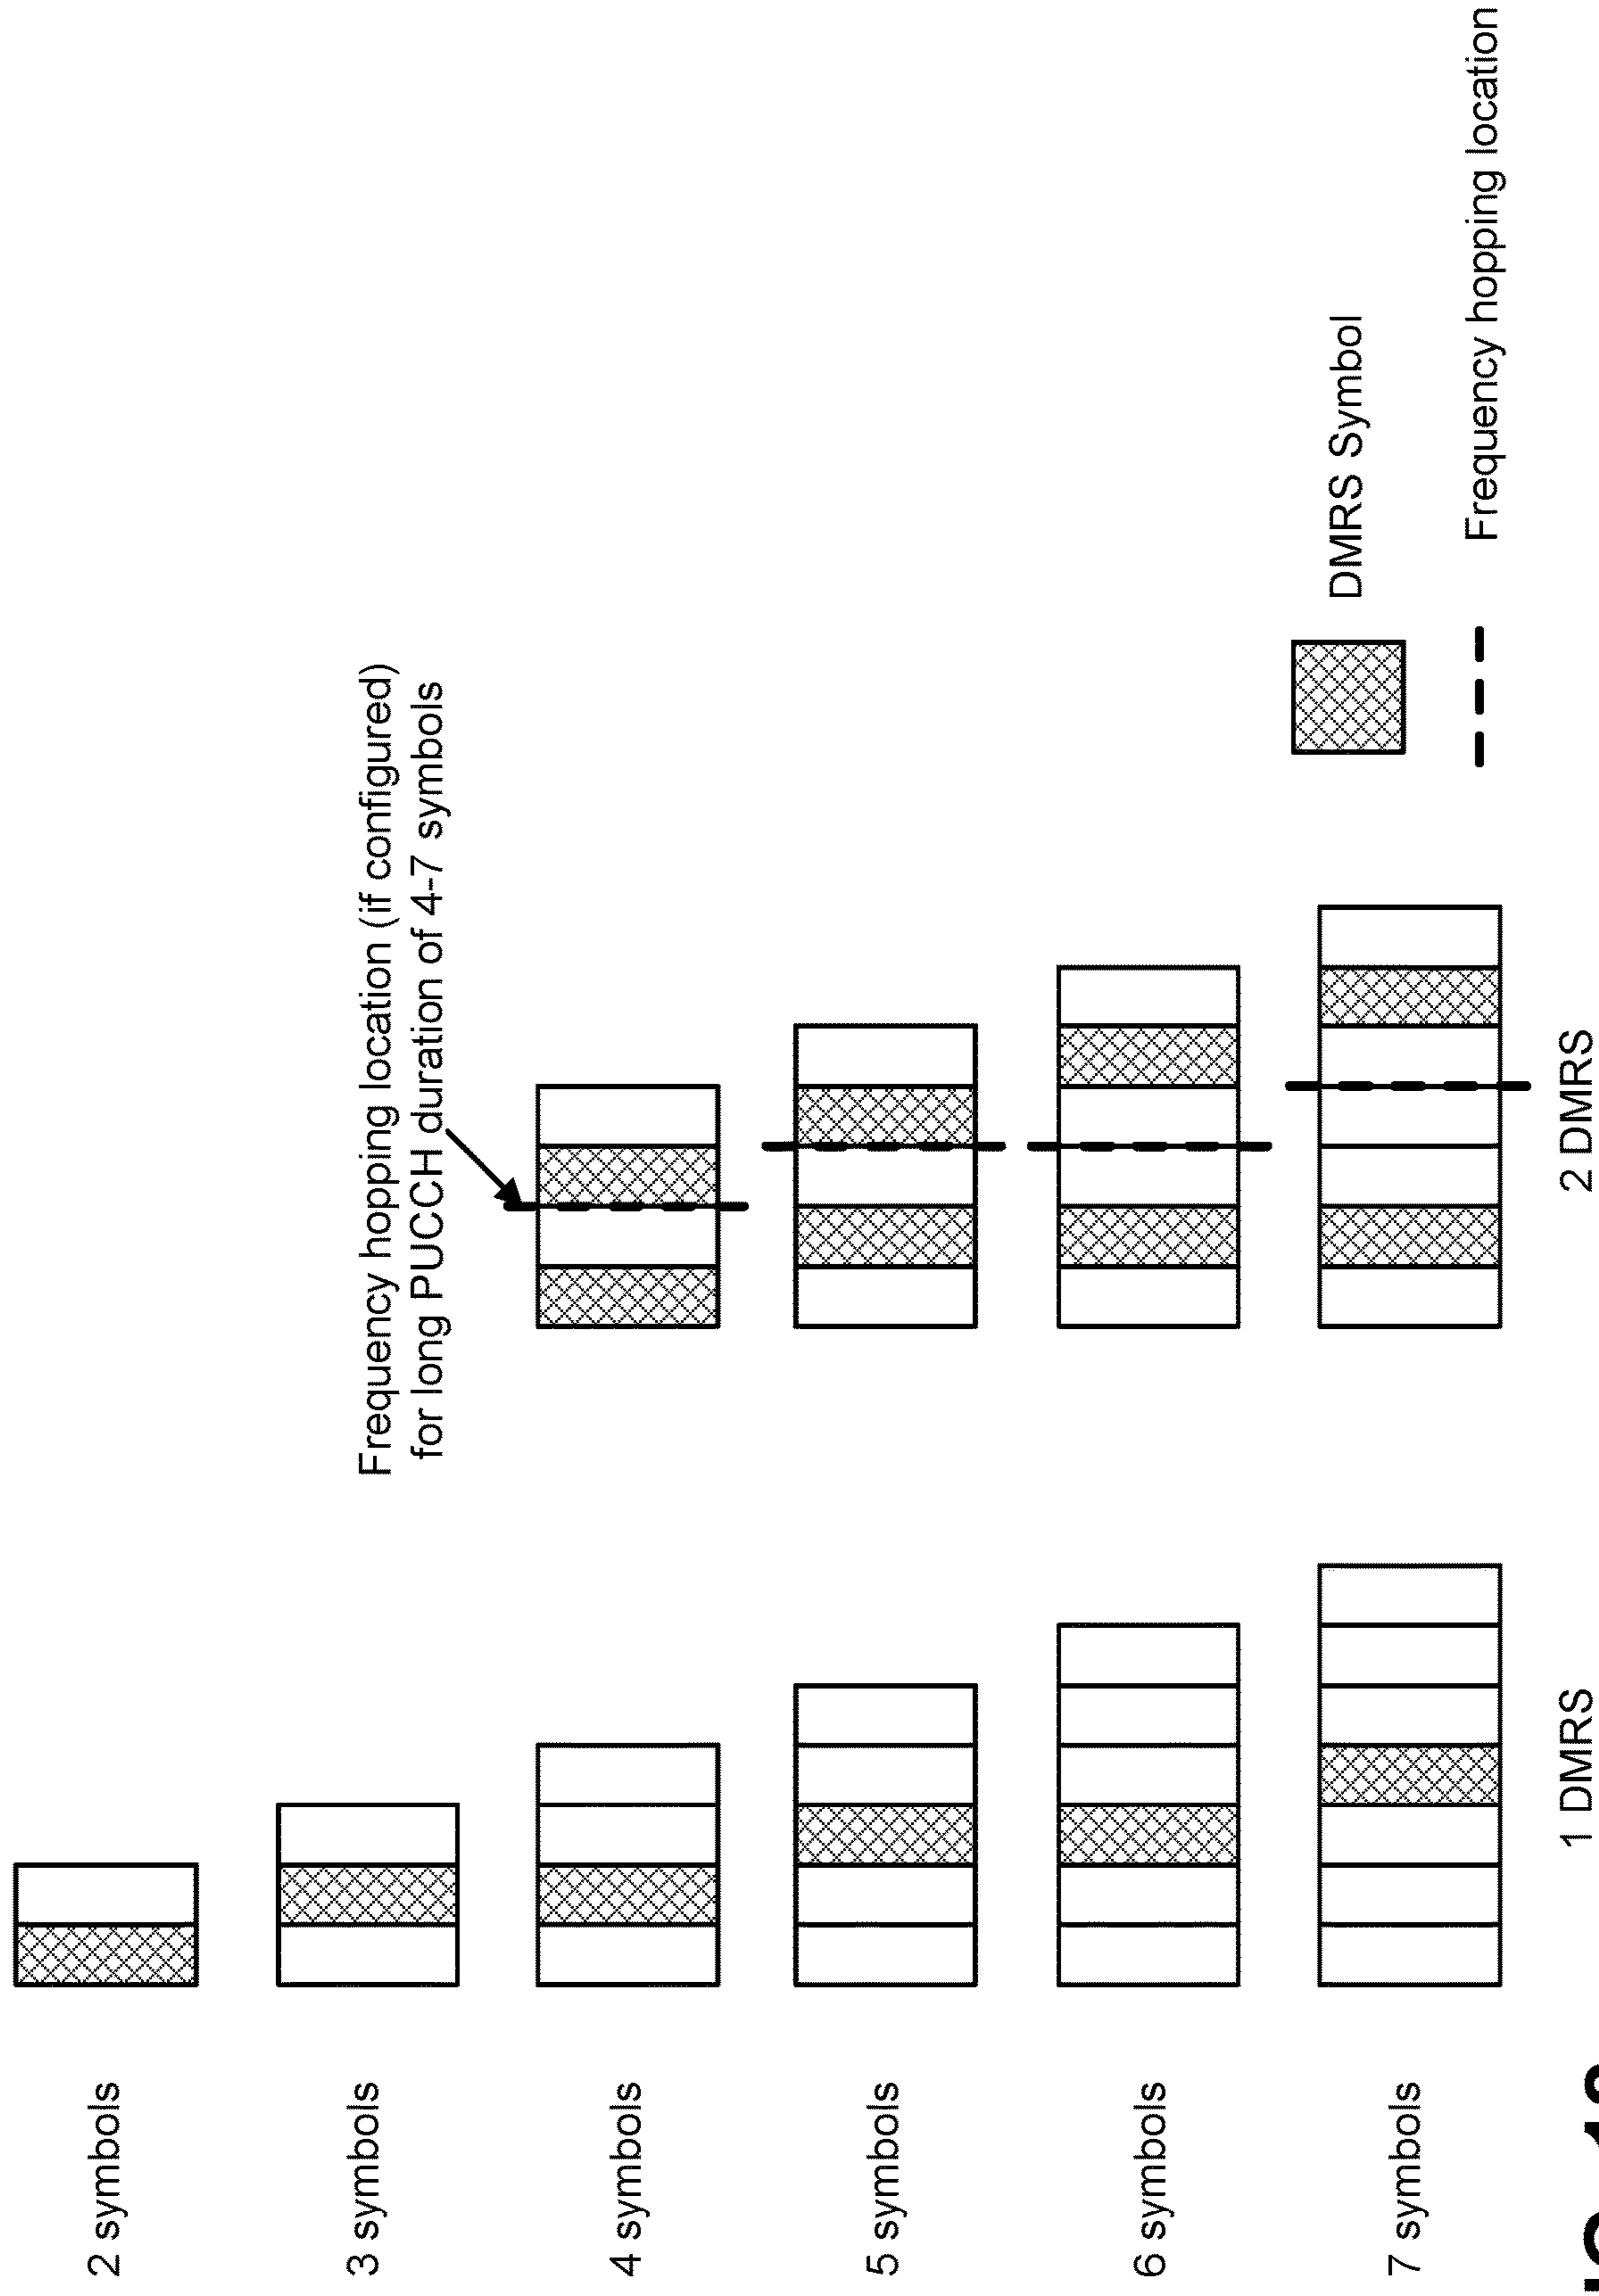 2 symbols
3 symbols
Frequency hopping location (if configured)
for long PUCCH duration of 4-7 symbols
4 symbols
5 symbols
6 symbols
7 symbols
1 DMRS
2 DMRS
DMRS Symbol
Frequency hopping location